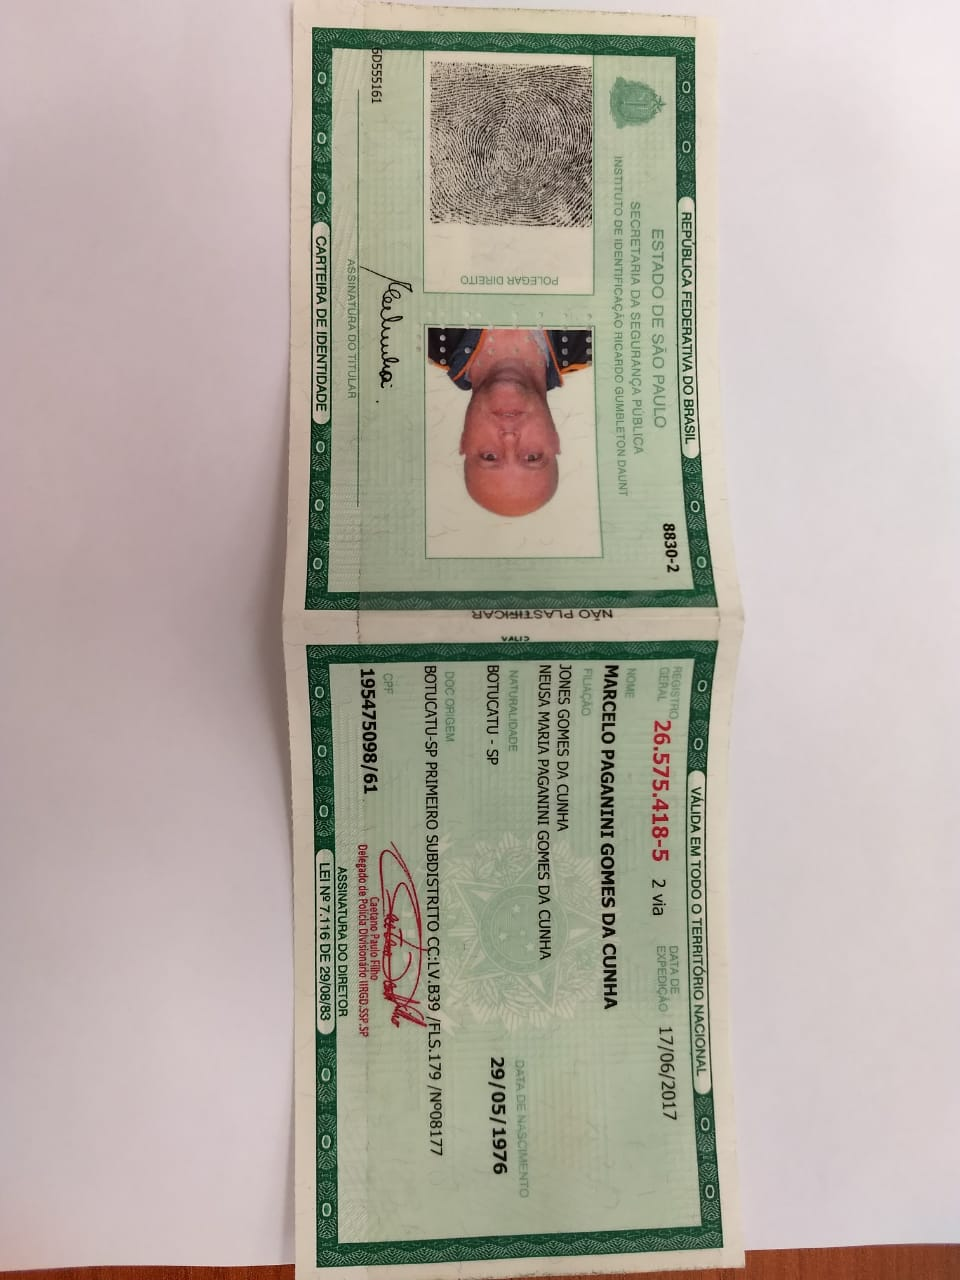 REPÚBLICA FEDERATIVA DO BRASIL
ESTADO DE SÃO PAULO
SECRETARIA DA SEGURANÇA PÚBLICA
INSTITUTO DE IDENTIFICAÇÃO RICARDO GUMBLETON DAUNT
8830-2
POLEGAR DIREITO
6D555161
ASSINATURA DO TITULAR
CARTEIRA DE IDENTIDADE
NÃO PLASTIFICAR
VÁLIDA EM TODO O TERRITÓRIO NACIONAL
REGISTRO GERAL 26.575.418-5 2 via DATA DE EXPEDIÇÃO 17/06/2017
NOME
MARCELO PAGANINI GOMES DA CUNHA
FILIAÇÃO
JONES GOMES DA CUNHA
NEUSA MARIA PAGANINI GOMES DA CUNHA
NATURALIDADE DATA DE NASCIMENTO
BOTUCATU - SP 29/05/1976
DOC ORIGEM
BOTUCATU-SP PRIMEIRO SUBDISTRITO CC:LV.B39 /FLS.179 /Nº08177
CPF
195475098/61
Caetano Paulo Filho
Delegado de Polícia Divisionário IIRGD.SSP.SP
ASSINATURA DO DIRETOR
LEI Nº 7.116 DE 29/08/83